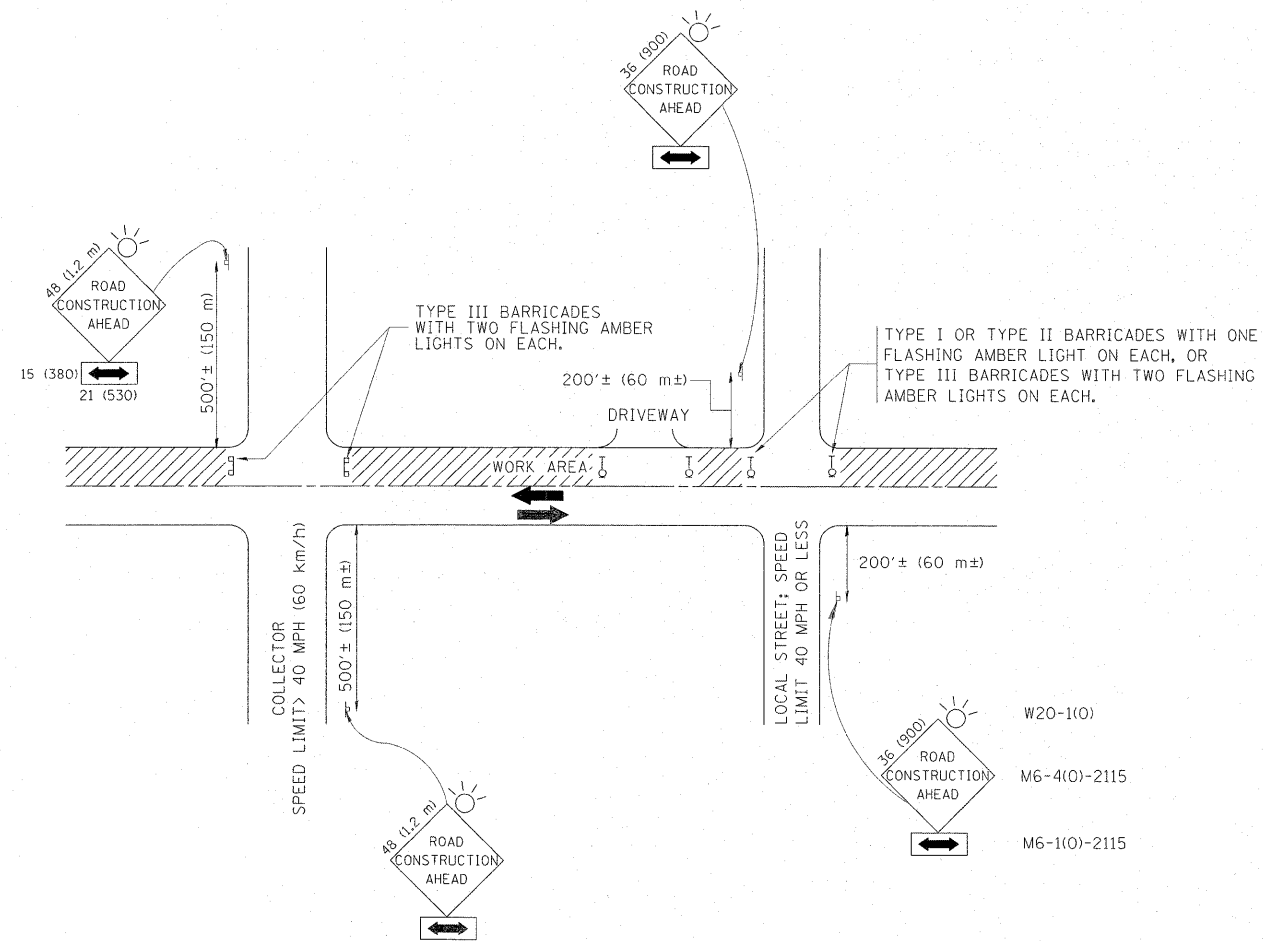 36 (900)
ROAD
CONSTRUCTION
AHEAD
48 (1.2 m)
ROAD
CONSTRUCTION
AHEAD
15 (380)
21 (530)
500'± (150 m)
TYPE III BARRICADES
WITH TWO FLASHING AMBER
LIGHTS ON EACH.
200'± (60 m±)
DRIVEWAY
TYPE I OR TYPE II BARRICADES WITH ONE
FLASHING AMBER LIGHT ON EACH, OR
TYPE III BARRICADES WITH TWO FLASHING
AMBER LIGHTS ON EACH.
WORK AREA
COLLECTOR
SPEED LIMIT> 40 MPH (60 km/h)
500'± (150 m±)
LOCAL STREET; SPEED
LIMIT 40 MPH OR LESS
200'± (60 m±)
48 (1.2 m)
ROAD
CONSTRUCTION
AHEAD
36 (900)
ROAD
CONSTRUCTION
AHEAD
W20-1(O)
M6-4(O)-2115
M6-1(O)-2115